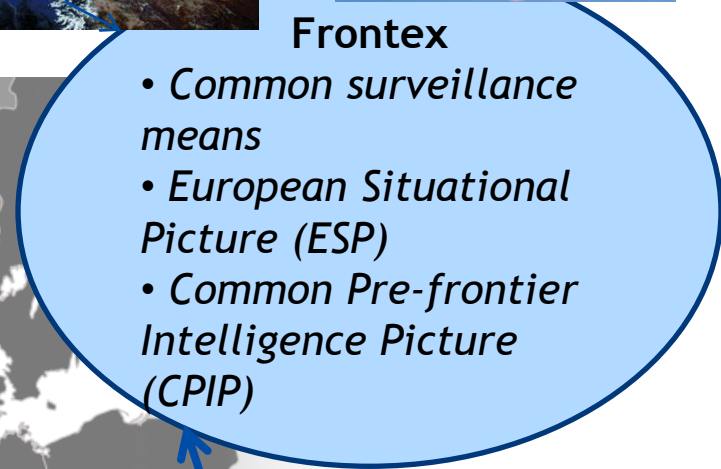 Frontex
• Common surveillance
means
• European Situational
Picture (ESP)
• Common Pre-frontier
Intelligence Picture
(CPIP)